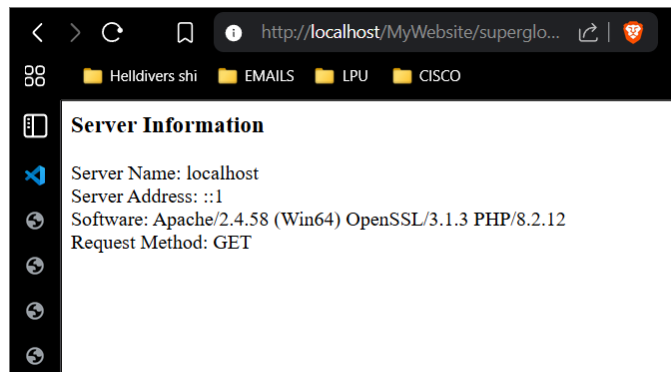 http://localhost/MyWebsite/superglo...
Helldivers shi EMAILS LPU CISCO
Server Information
Server Name: localhost
Server Address: ::1
Software: Apache/2.4.58 (Win64) OpenSSL/3.1.3 PHP/8.2.12
Request Method: GET